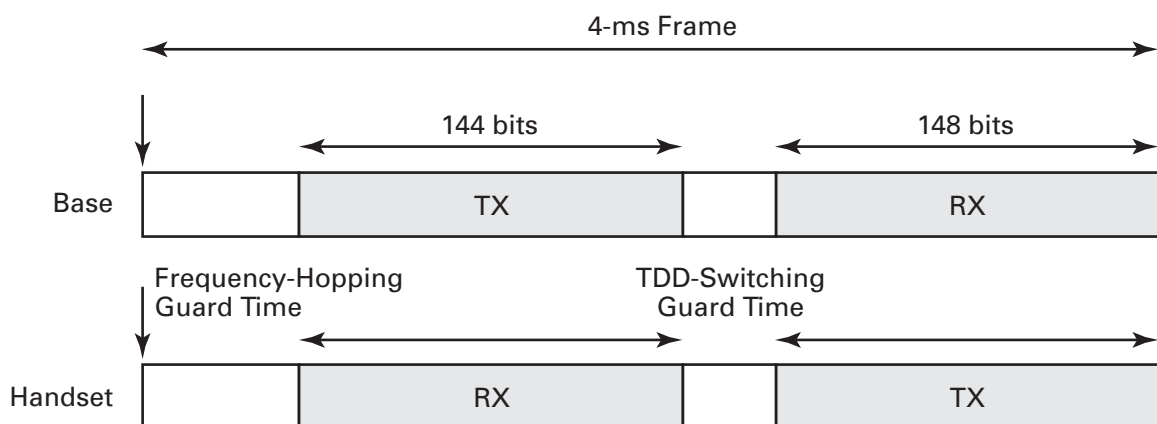 4-ms Frame
144 bits
148 bits
Base
TX
RX
Frequency-Hopping
Guard Time
TDD-Switching
Guard Time
Handset
RX
TX